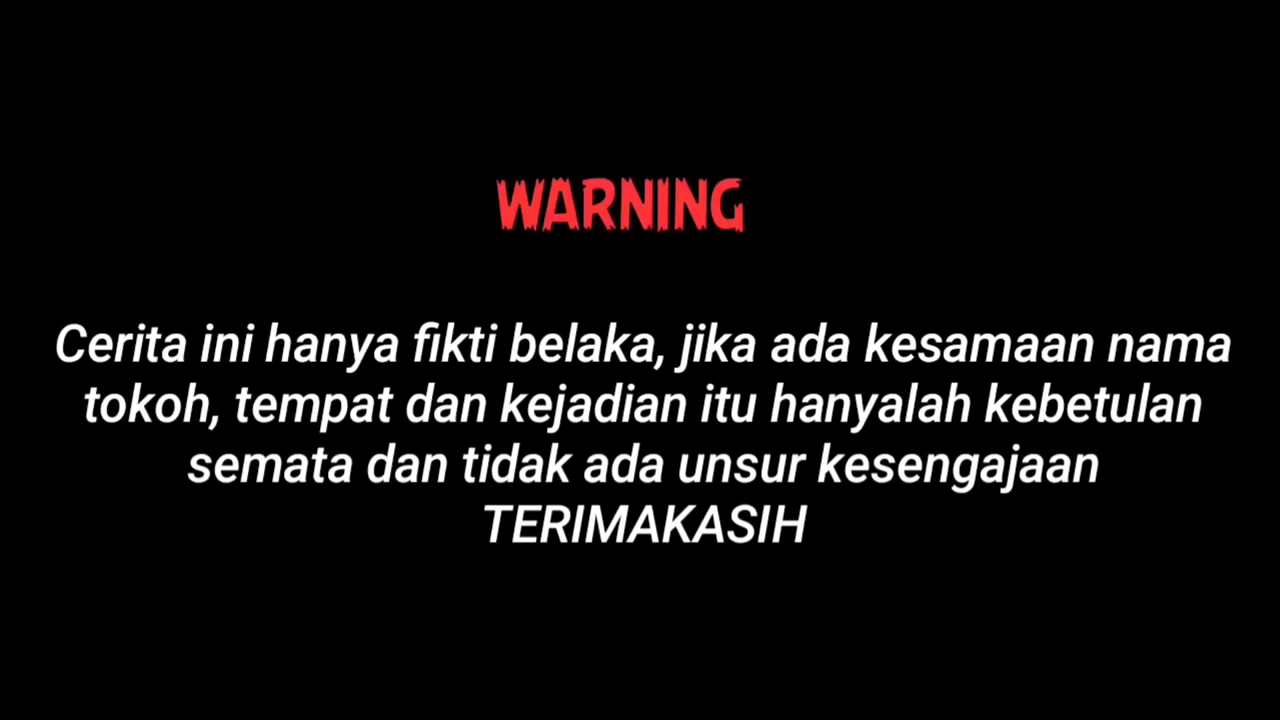 WARNING
Cerita ini hanya fikti belaka, jika ada kesamaan nama
tokoh, tempat dan kejadian itu hanyalah kebetulan
semata dan tidak ada unsur kesengajaan
TERIMAKASIH